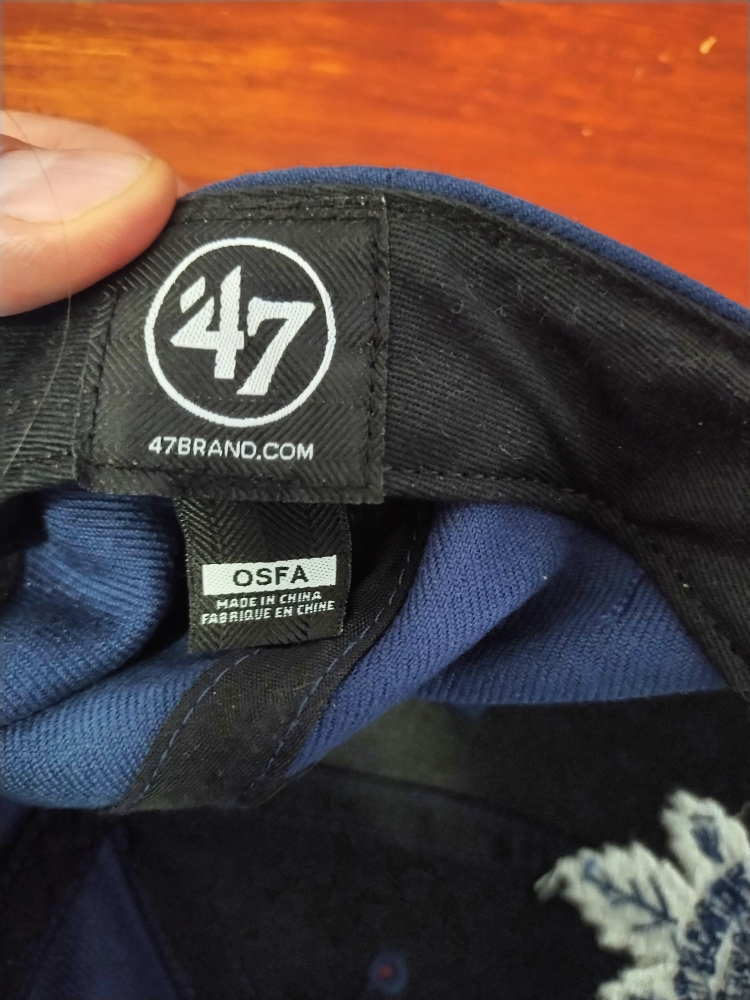 '47
47BRAND.COM
OSFA
MADE IN CHINA
FABRIQUE EN CHINE